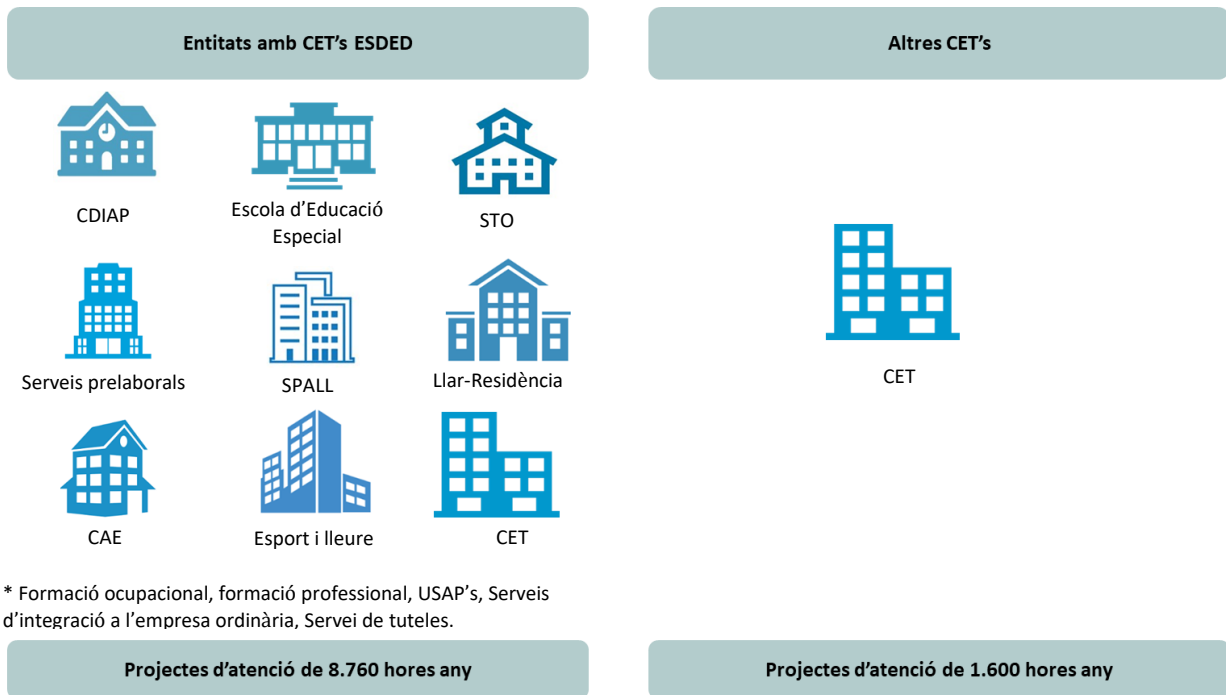 Entitats amb CET’s ESDED
Altres CET’s
CDIAP
Escola d’Educació
Especial
STO
Serveis prelaborals
SPALL
Llar-Residència
CET
CAE
Esport i lleure
CET
* Formació ocupacional, formació professional, USAP’s, Serveis
d’integració a l’empresa ordinària, Servei de tuteles.
Projectes d’atenció de 8.760 hores any
Projectes d’atenció de 1.600 hores any